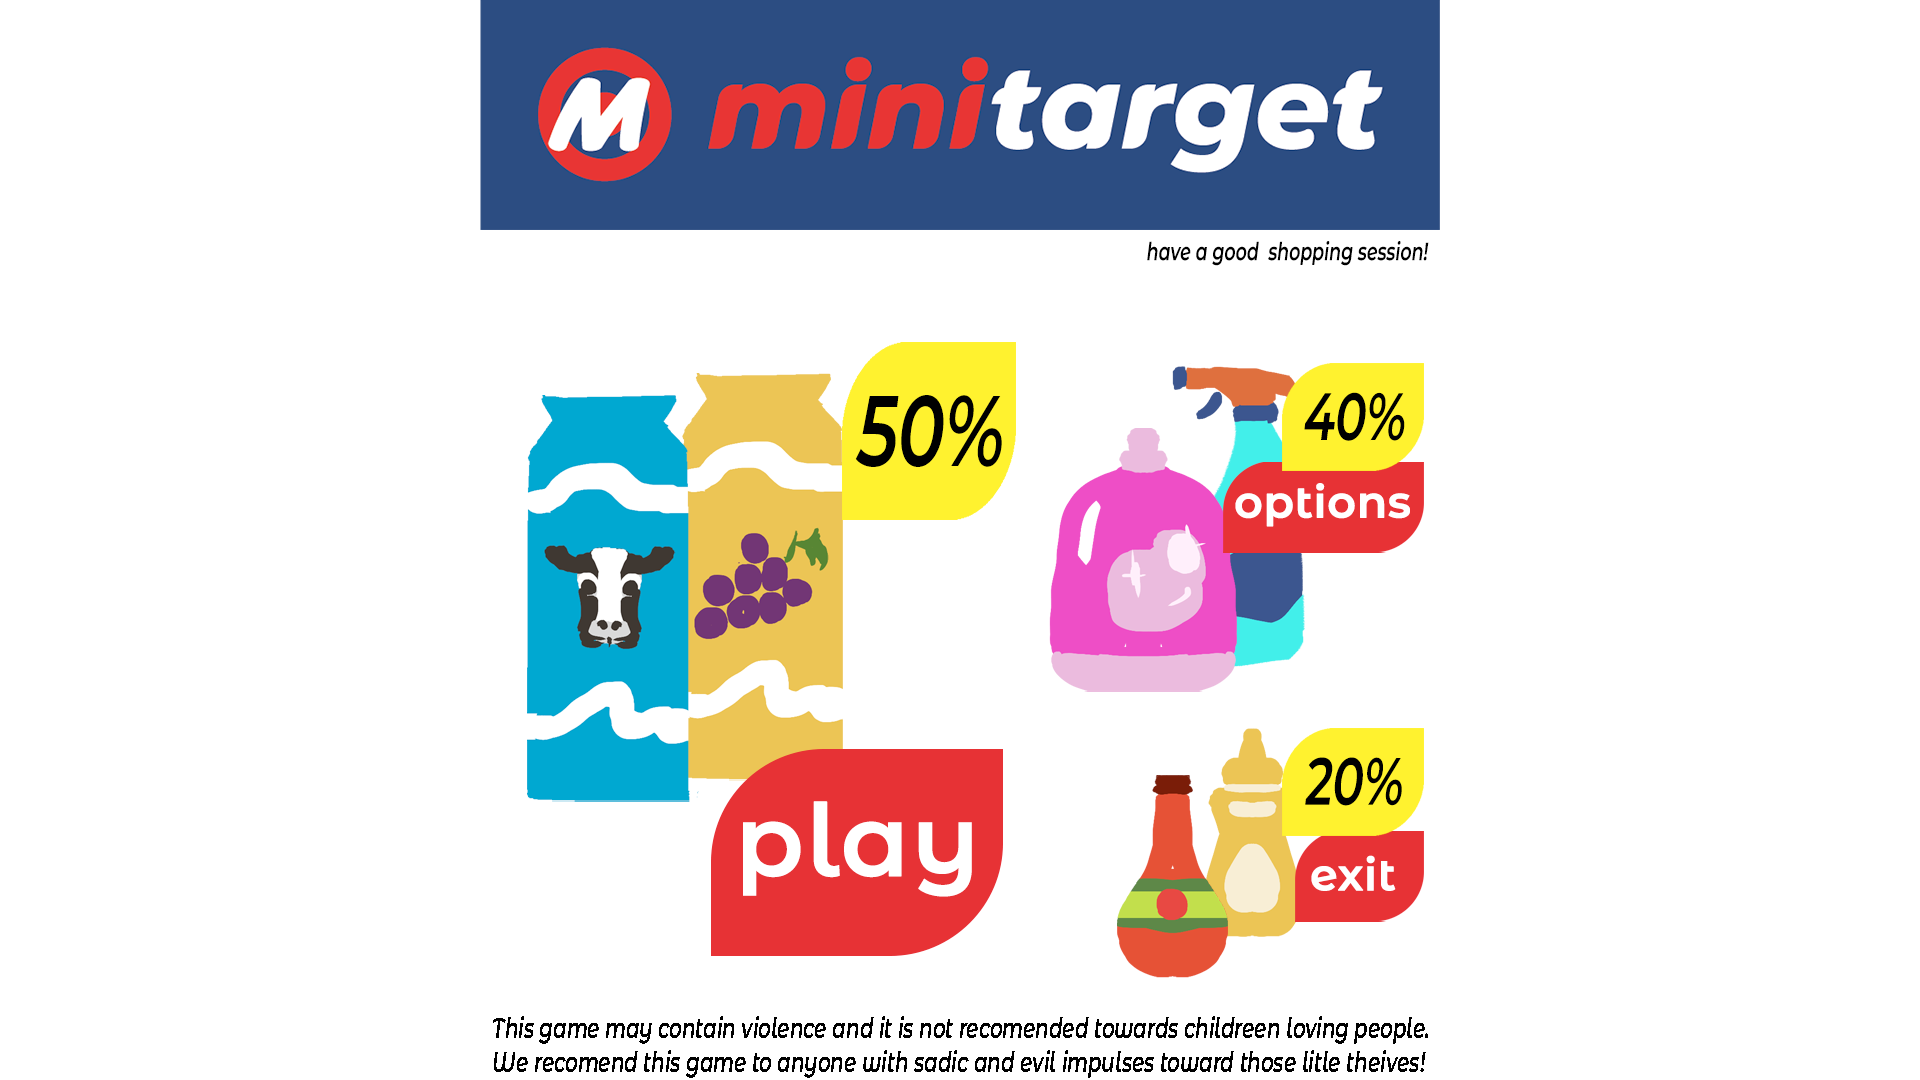 M minitarget
have a good shopping session!
50%
40%
options
play
20%
exit
This game may contain violence and it is not recomended towards childreen loving people.
We recomend this game to anyone with sadic and evil impulses toward those litle theives!